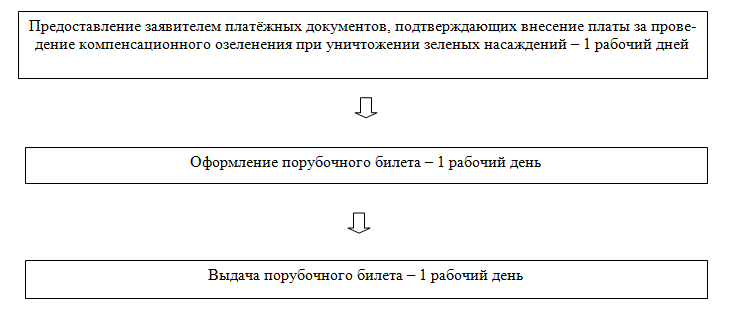 Предоставление заявителем платёжных документов, подтверждающих внесение платы за прове-
дение компенсационного озеленения при уничтожении зеленых насаждений – 1 рабочий дней
Оформление порубочного билета – 1 рабочий день
Выдача порубочного билета – 1 рабочий день